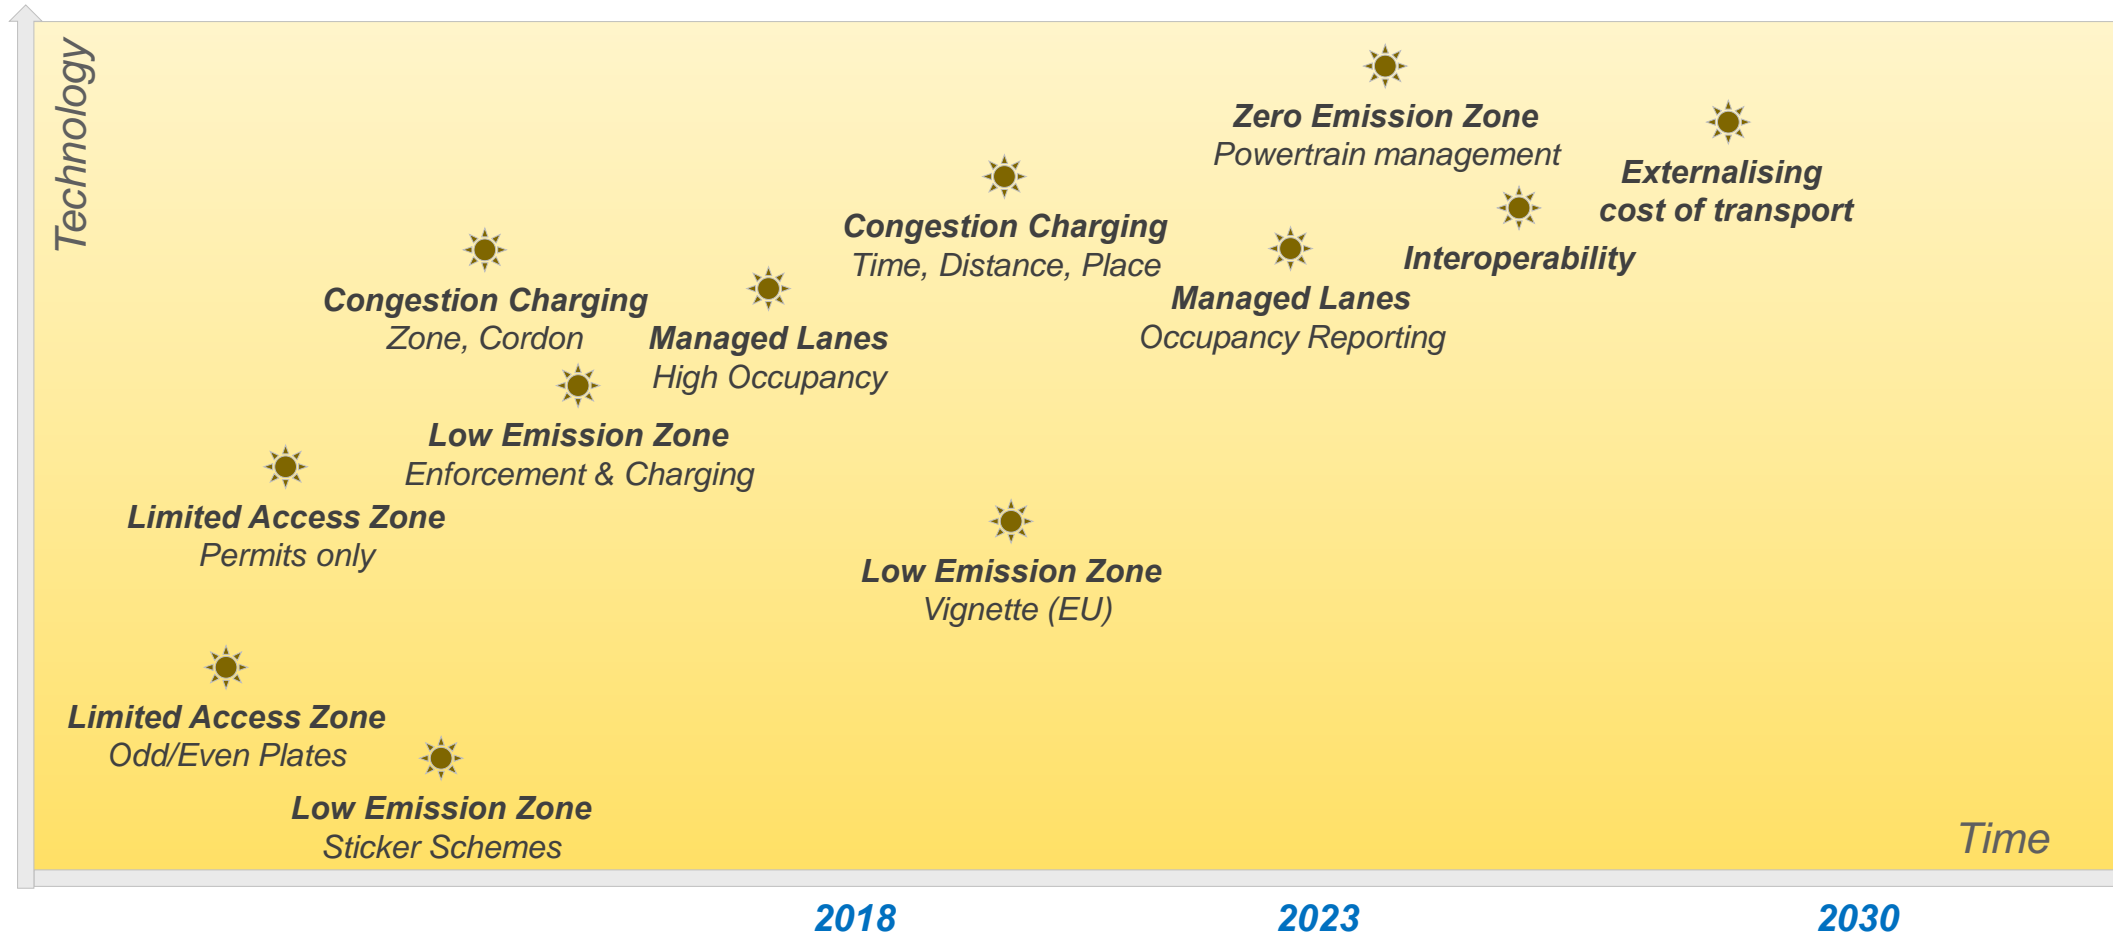 Technology
Zero Emission Zone
Powertrain management
Externalising
cost of transport
Congestion Charging
Time, Distance, Place
Interoperability
Congestion Charging
Zone, Cordon
Managed Lanes
High Occupancy
Managed Lanes
Occupancy Reporting
Low Emission Zone
Enforcement & Charging
Limited Access Zone
Permits only
Low Emission Zone
Vignette (EU)
Limited Access Zone
Odd/Even Plates
Low Emission Zone
Sticker Schemes
Time
2018
2023
2030